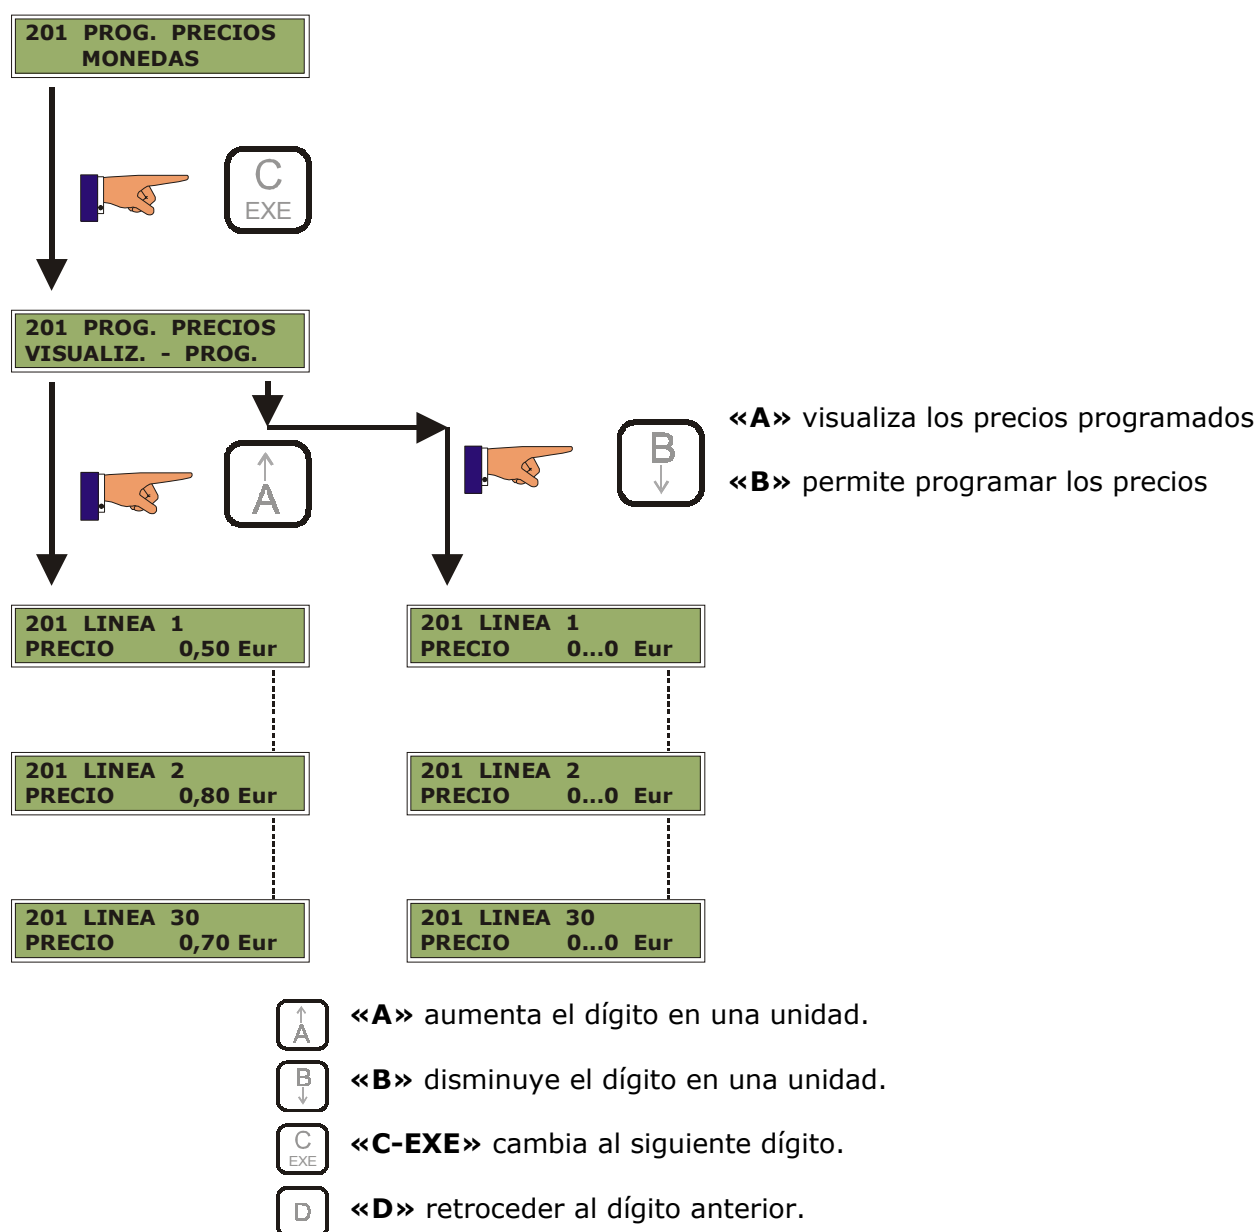 201 PROG. PRECIOS
MONEDAS
C
EXE
201 PROG. PRECIOS
VISUALIZ. - PROG.
A
B
«A» visualiza los precios programados
«B» permite programar los precios
201 LINEA 1
PRECIO 0,50 Eur
201 LINEA 1
PRECIO 0...0 Eur
201 LINEA 2
PRECIO 0,80 Eur
201 LINEA 2
PRECIO 0...0 Eur
201 LINEA 30
PRECIO 0,70 Eur
201 LINEA 30
PRECIO 0...0 Eur
A
«A» aumenta el dígito en una unidad.
B
«B» disminuye el dígito en una unidad.
C
EXE
«C-EXE» cambia al siguiente dígito.
D
«D» retroceder al dígito anterior.